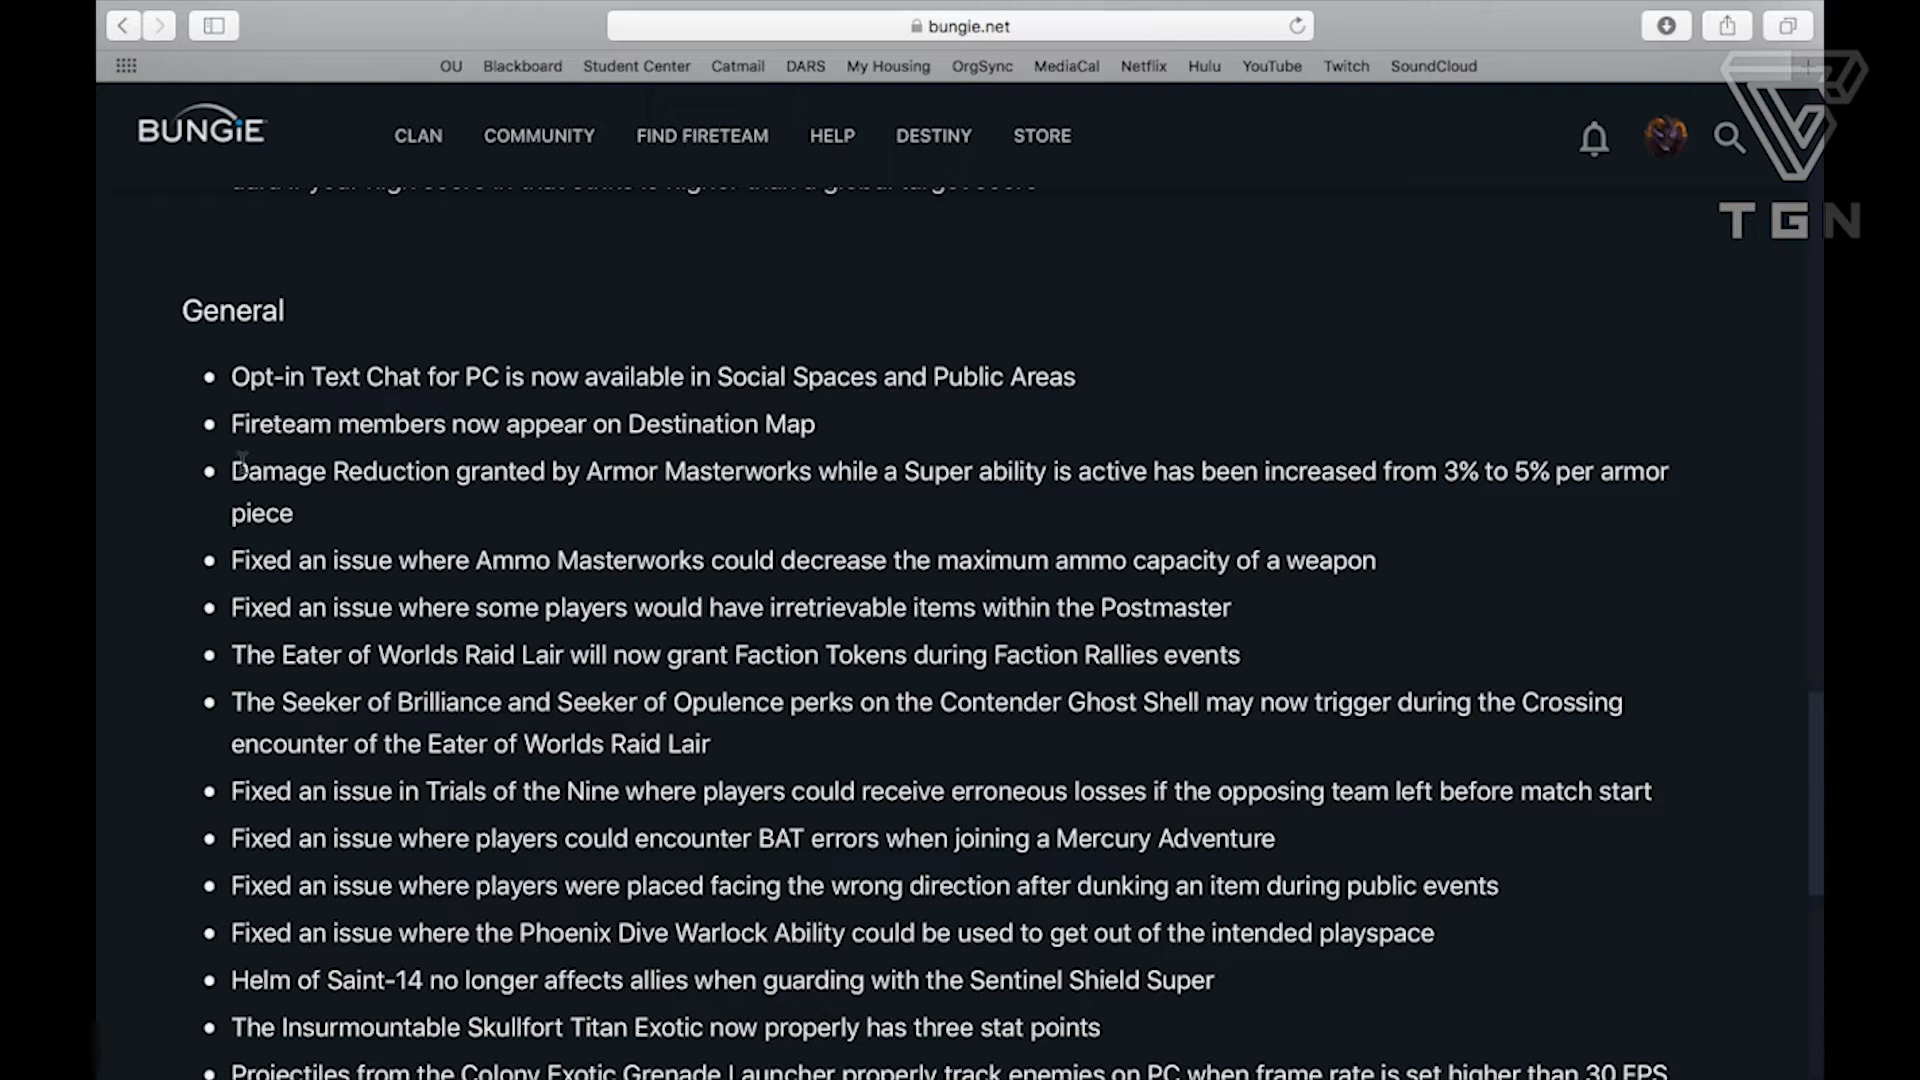 bungie.net
OU Blackboard Student Center Catmail DARS My Housing OrgSync MediaCal Netflix Hulu YouTube Twitch SoundCloud
BUNGiE CLAN COMMUNITY FIND FIRETEAM HELP DESTINY STORE
TGN
General
• Opt-in Text Chat for PC is now available in Social Spaces and Public Areas
• Fireteam members now appear on Destination Map
• Damage Reduction granted by Armor Masterworks while a Super ability is active has been increased from 3% to 5% per armor
piece
• Fixed an issue where Ammo Masterworks could decrease the maximum ammo capacity of a weapon
• Fixed an issue where some players would have irretrievable items within the Postmaster
• The Eater of Worlds Raid Lair will now grant Faction Tokens during Faction Rallies events
• The Seeker of Brilliance and Seeker of Opulence perks on the Contender Ghost Shell may now trigger during the Crossing
encounter of the Eater of Worlds Raid Lair
• Fixed an issue in Trials of the Nine where players could receive erroneous losses if the opposing team left before match start
• Fixed an issue where players could encounter BAT errors when joining a Mercury Adventure
• Fixed an issue where players were placed facing the wrong direction after dunking an item during public events
• Fixed an issue where the Phoenix Dive Warlock Ability could be used to get out of the intended playspace
• Helm of Saint-14 no longer affects allies when guarding with the Sentinel Shield Super
• The Insurmountable Skullfort Titan Exotic now properly has three stat points
• Projectiles from the Colony Exotic Grenade Launcher properly track enemies on PC when frame rate is set higher than 30 FPS